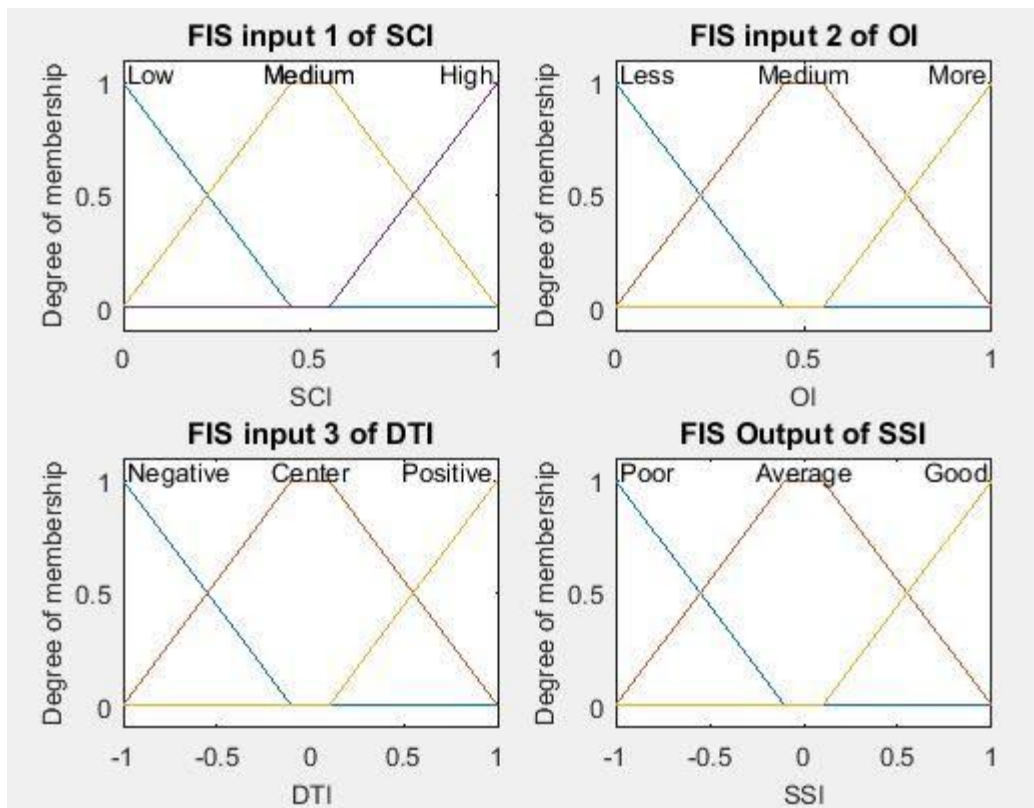 FIS input 1 of SCI
Degree of membership
1
0.5
0
Low Medium High
0 0.5 1
SCI
FIS input 2 of OI
Degree of membership
1
0.5
0
Less Medium More
0 0.5 1
OI
FIS input 3 of DTI
Degree of membership
1
0.5
0
Negative Center Positive
-1 -0.5 0 0.5 1
DTI
FIS Output of SSI
Degree of membership
1
0.5
0
Poor Average Good
-1 -0.5 0 0.5 1
SSI